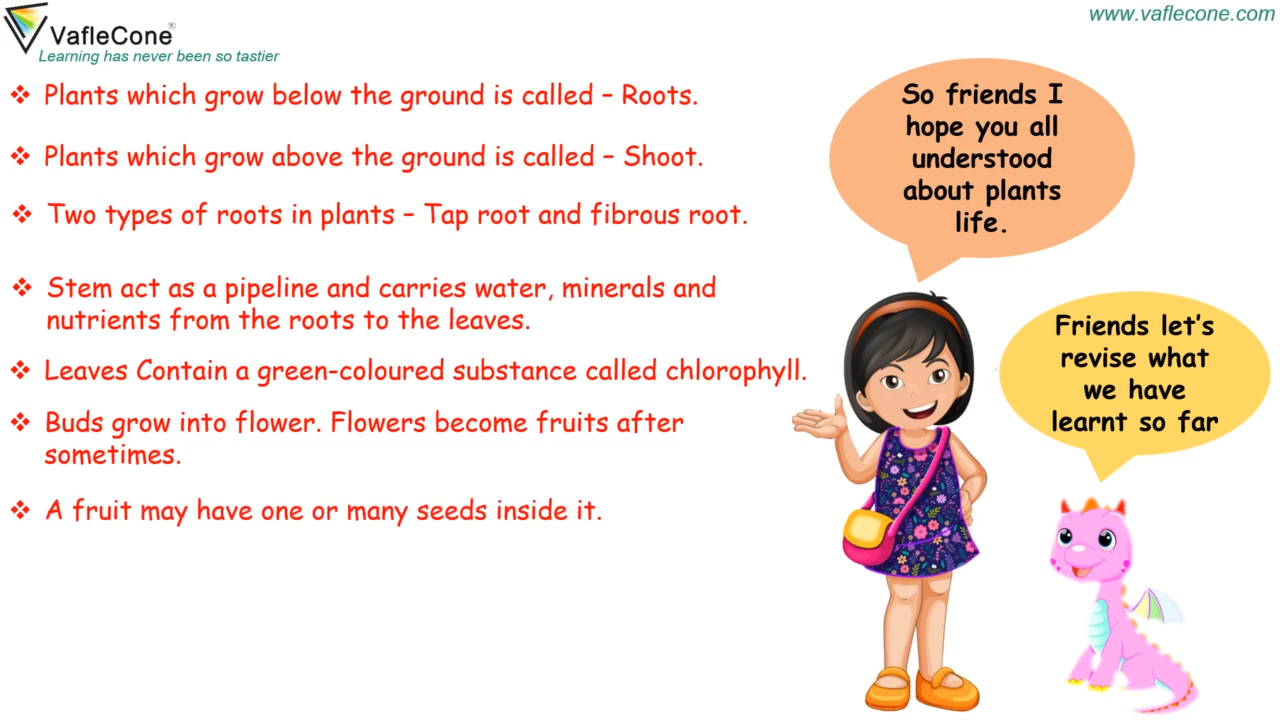 VafleCone®
Learning has never been so tastier
www.vaflecone.com
❖ Plants which grow below the ground is called – Roots.
❖ Plants which grow above the ground is called – Shoot.
❖ Two types of roots in plants – Tap root and fibrous root.
❖ Stem act as a pipeline and carries water, minerals and
nutrients from the roots to the leaves.
❖ Leaves Contain a green-coloured substance called chlorophyll.
❖ Buds grow into flower. Flowers become fruits after
sometimes.
❖ A fruit may have one or many seeds inside it.
So friends I
hope you all
understood
about plants
life.
Friends let's
revise what
we have
learnt so far